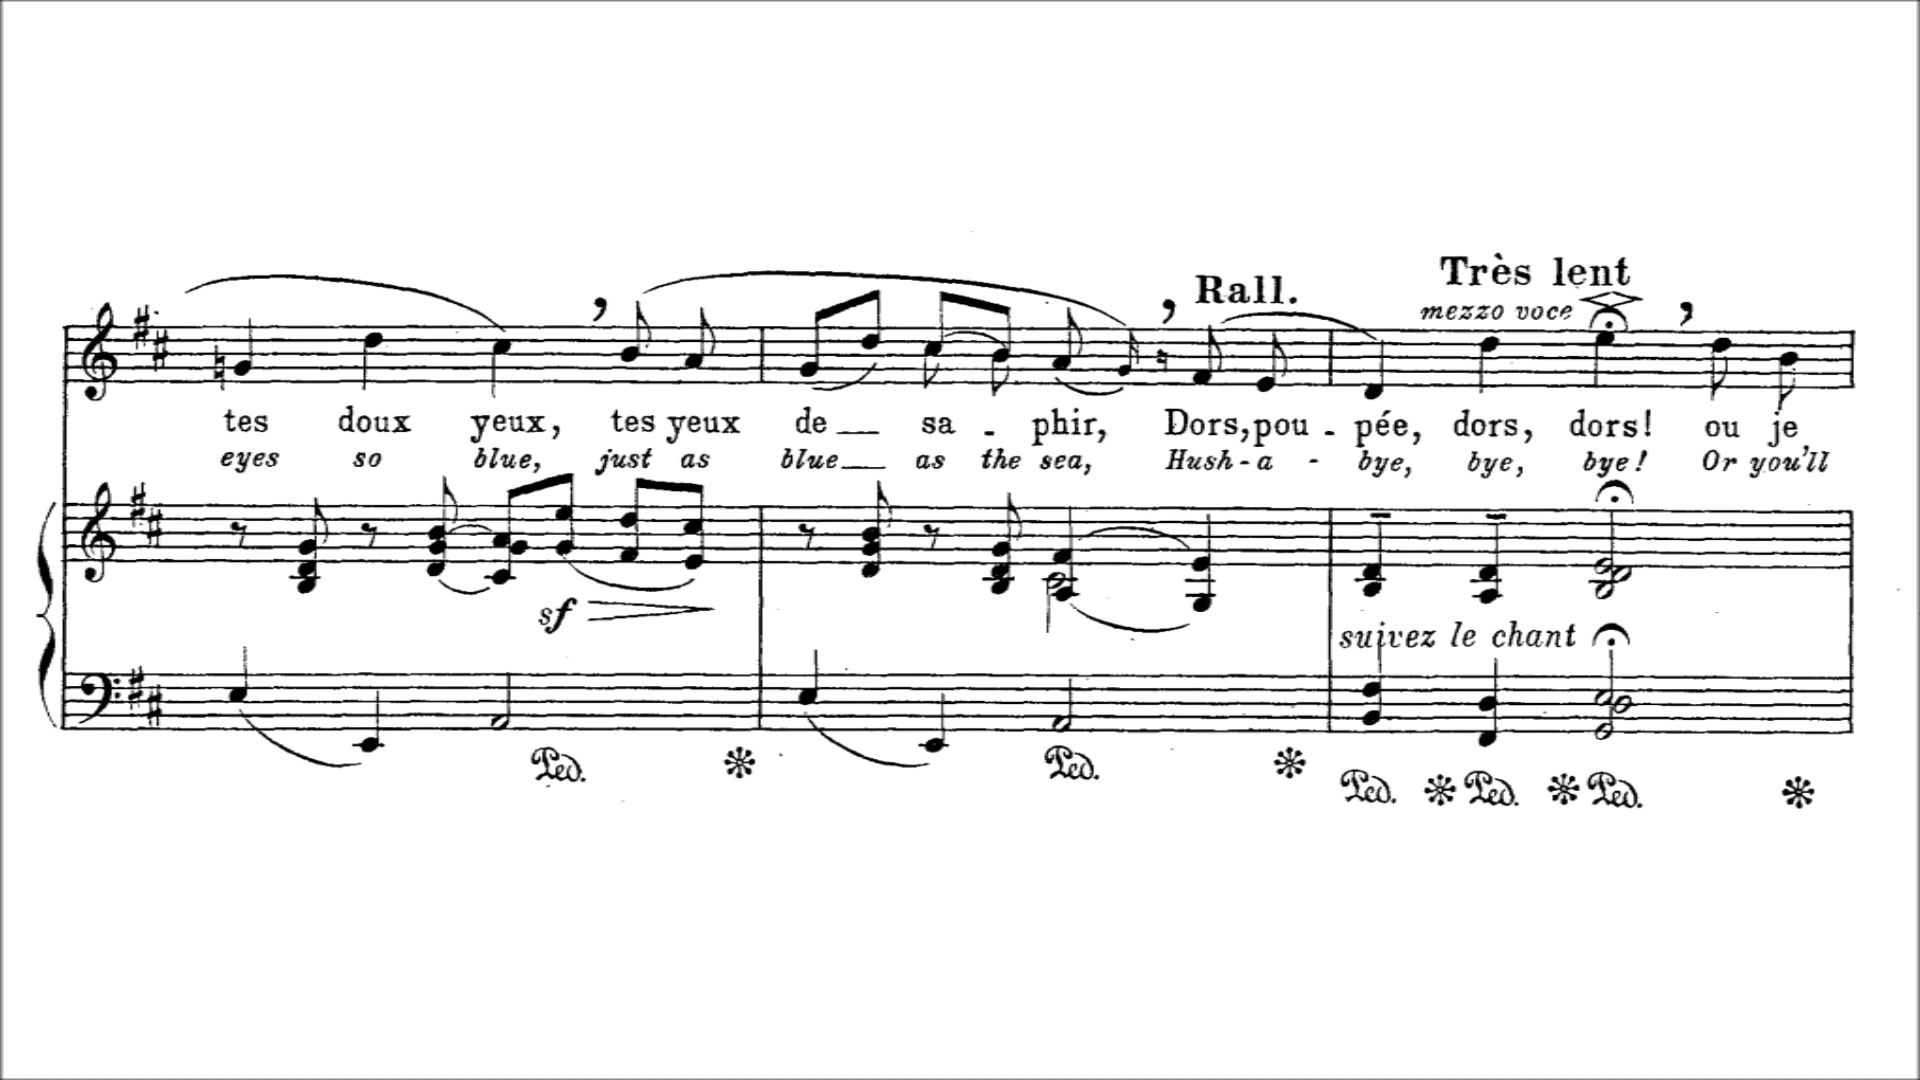 Rall. Très lent
mezzo voce
tes doux yeux, tes yeux de sa - phir, Dors, pou - pée, dors, dors! ou je
eyes so blue, just as blue as the sea, Hush - a - bye, bye, bye! Or you'll
sf
suivez le chant
Ped. Ped.
Ped. Ped. Ped.